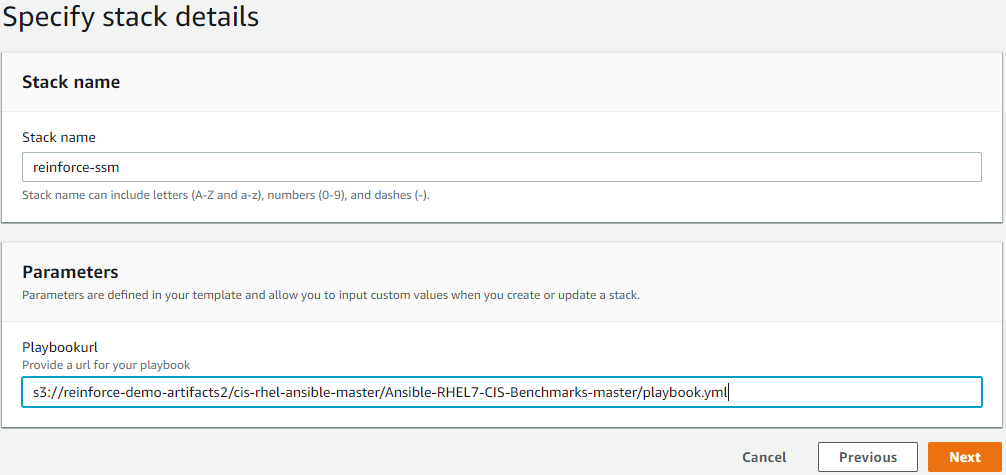 Specify stack details
Stack name
Stack name
reinforce-ssm
Stack name can include letters (A-Z and a-z), numbers (0-9), and dashes (-).
Parameters
Parameters are defined in your template and allow you to input custom values when you create or update a stack.
Playbookurl
Provide a url for your playbook
s3://reinforce-demo-artifacts2/cis-rhel-ansible-master/Ansible-RHEL7-CIS-Benchmarks-master/playbook.yml
Cancel Previous Next